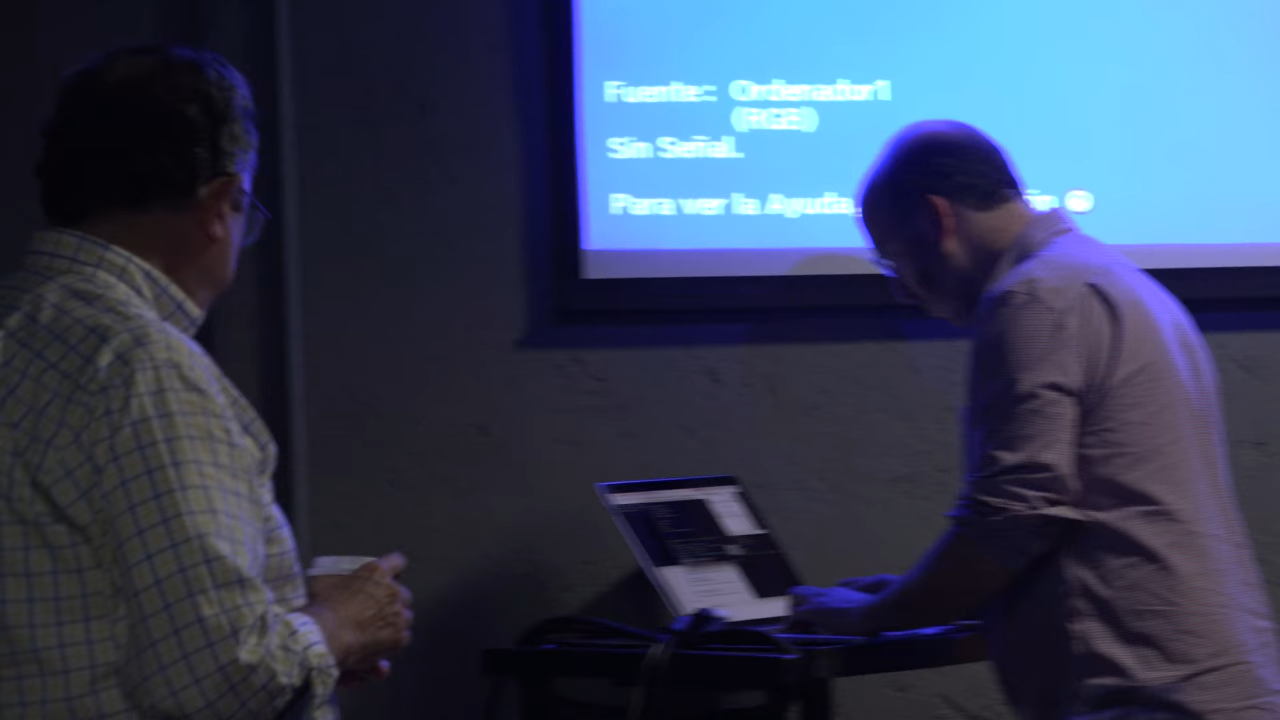 Fuente: Ordenador1
(RGB)
Sin Señal.
Para ver la Ayuda,